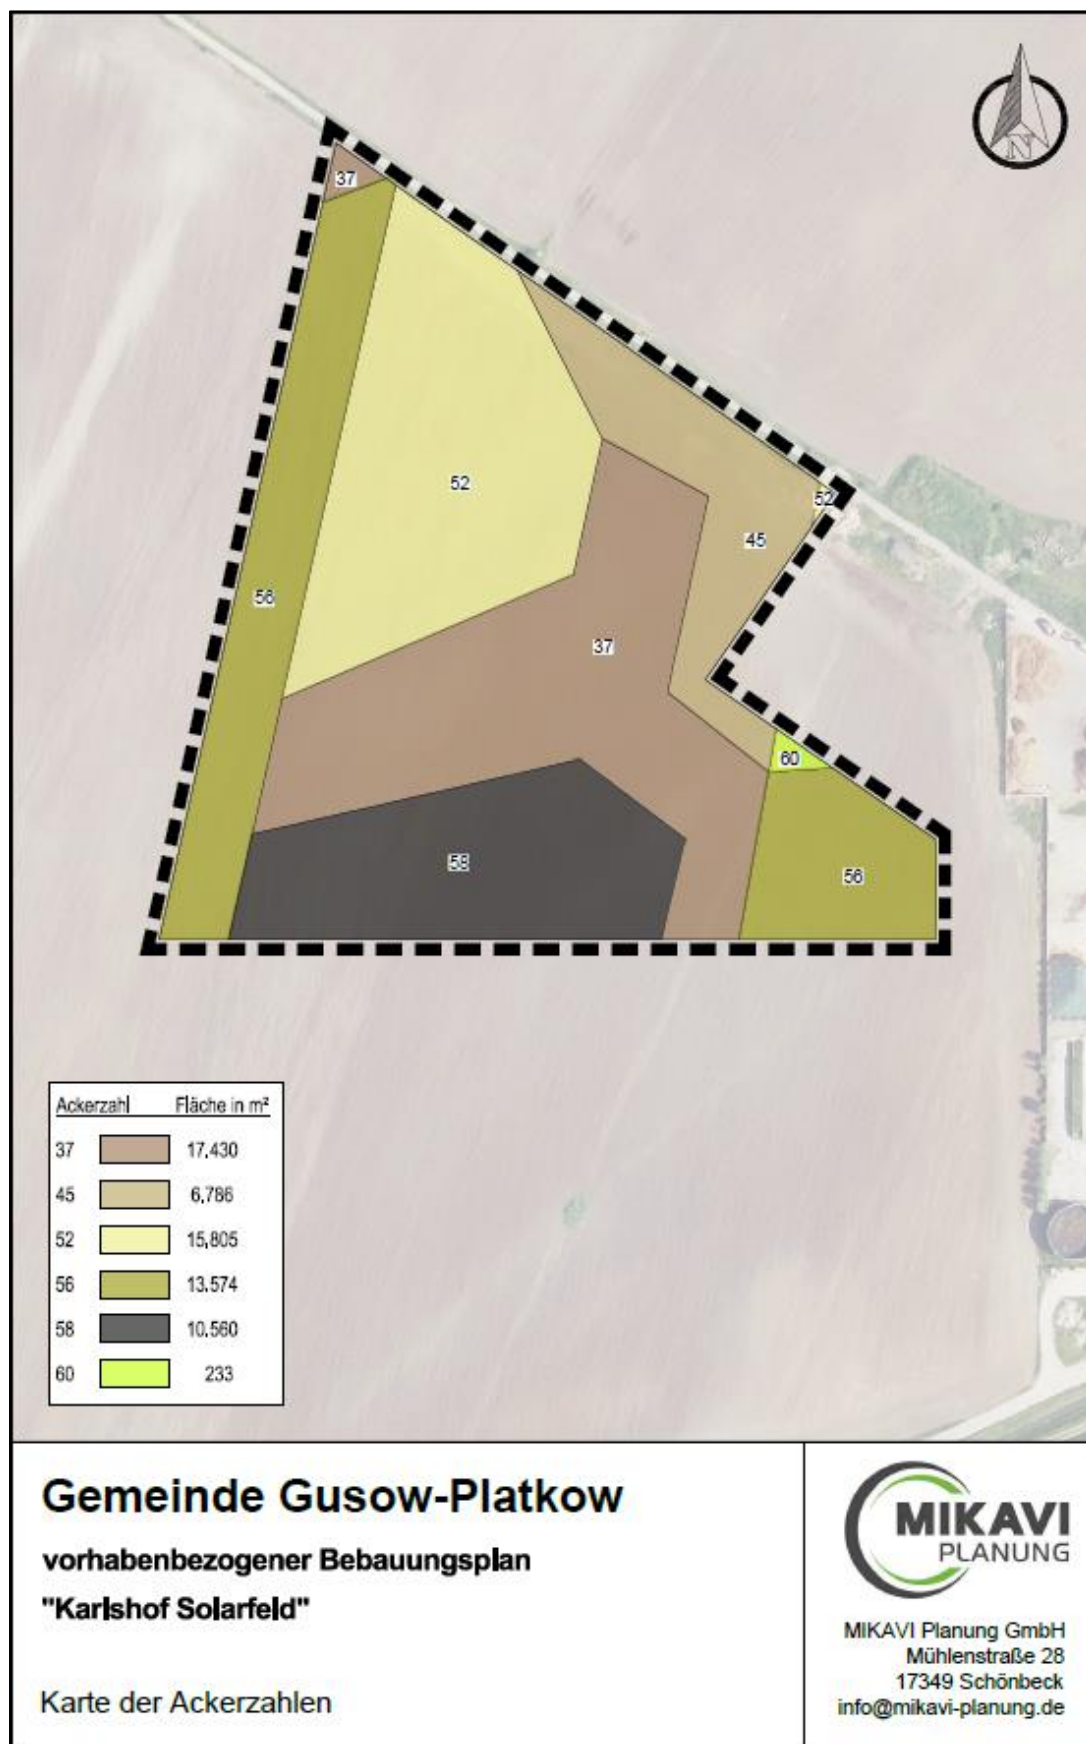 N
37
52
52
45
56
37
60
58
56
Ackerzahl Fläche in m²
37 17.430
45 6,786
52 15,805
56 13.574
58 10.560
60 233
Gemeinde Gusow-Platkow
vorhabenbezogener Bebauungsplan
"Karlshof Solarfeld"
Karte der Ackerzahlen
MIKAVI
PLANUNG
MIKAVI Planung GmbH
Mühlenstraße 28
17349 Schönbeck
info@mikavi-planung.de